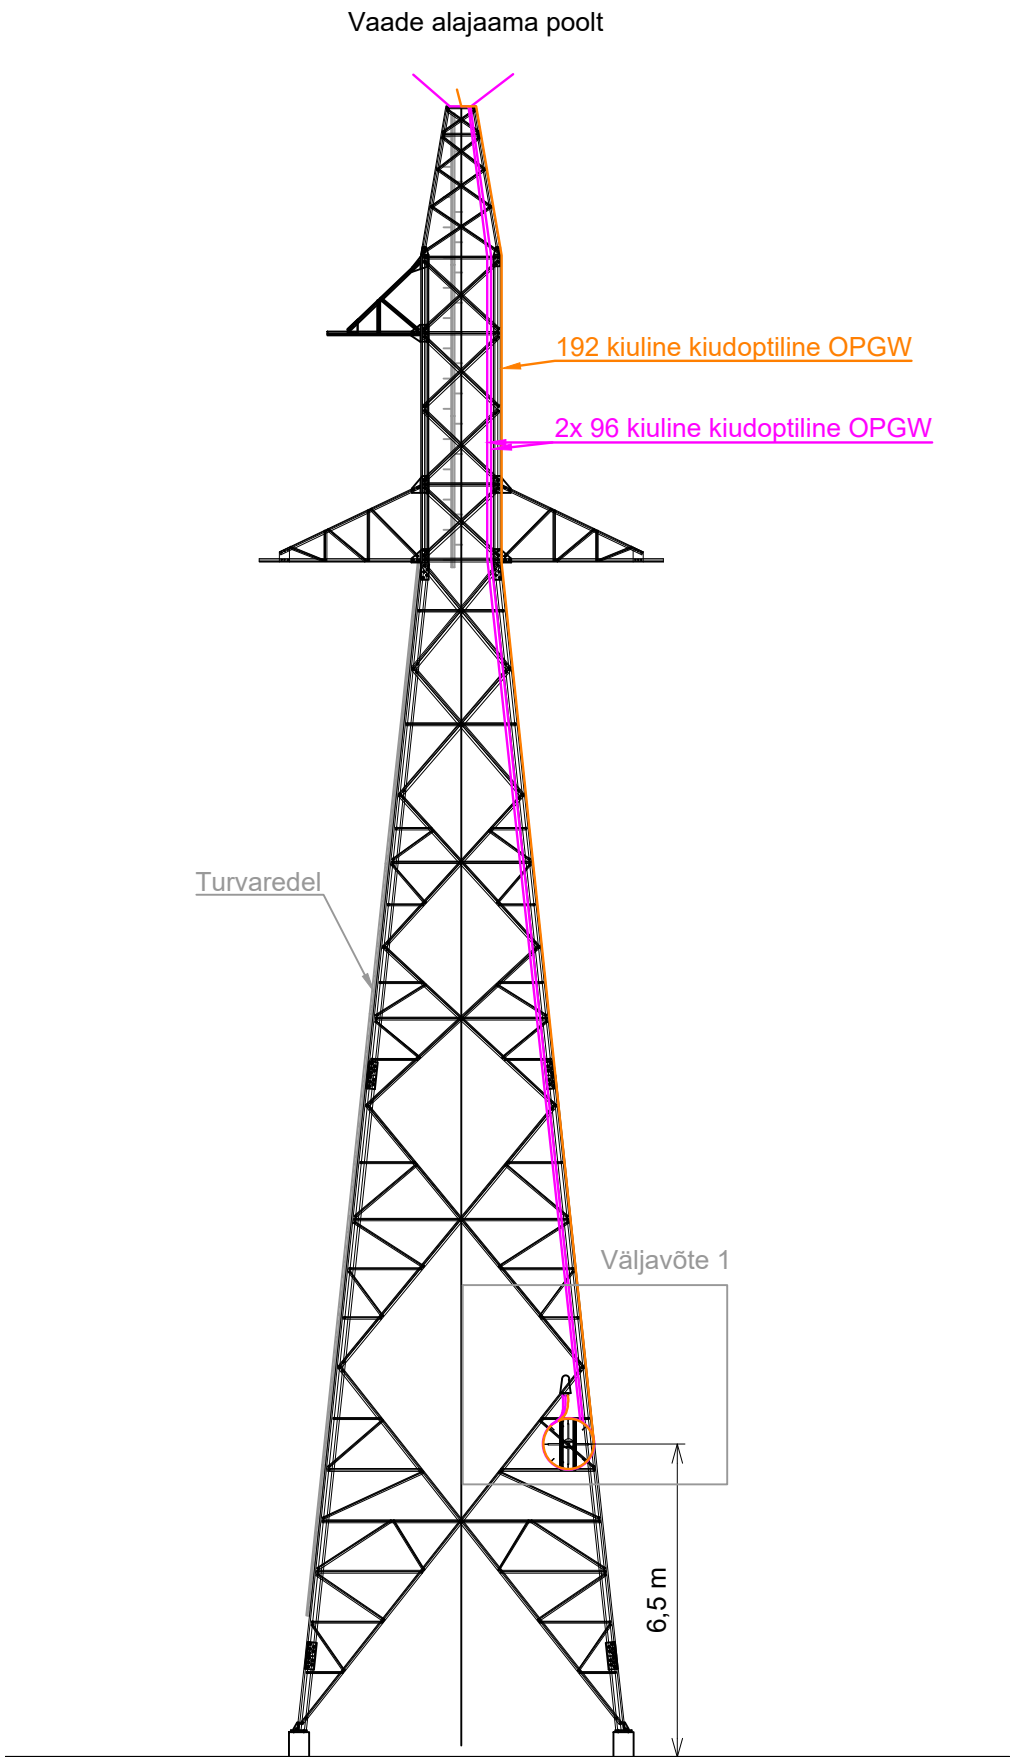 Vaade alajaama poolt
192 kiuline kiudoptiline OPGW
2x 96 kiuline kiudoptiline OPGW
Turvaredel
Väljavõte 1
6,5 m